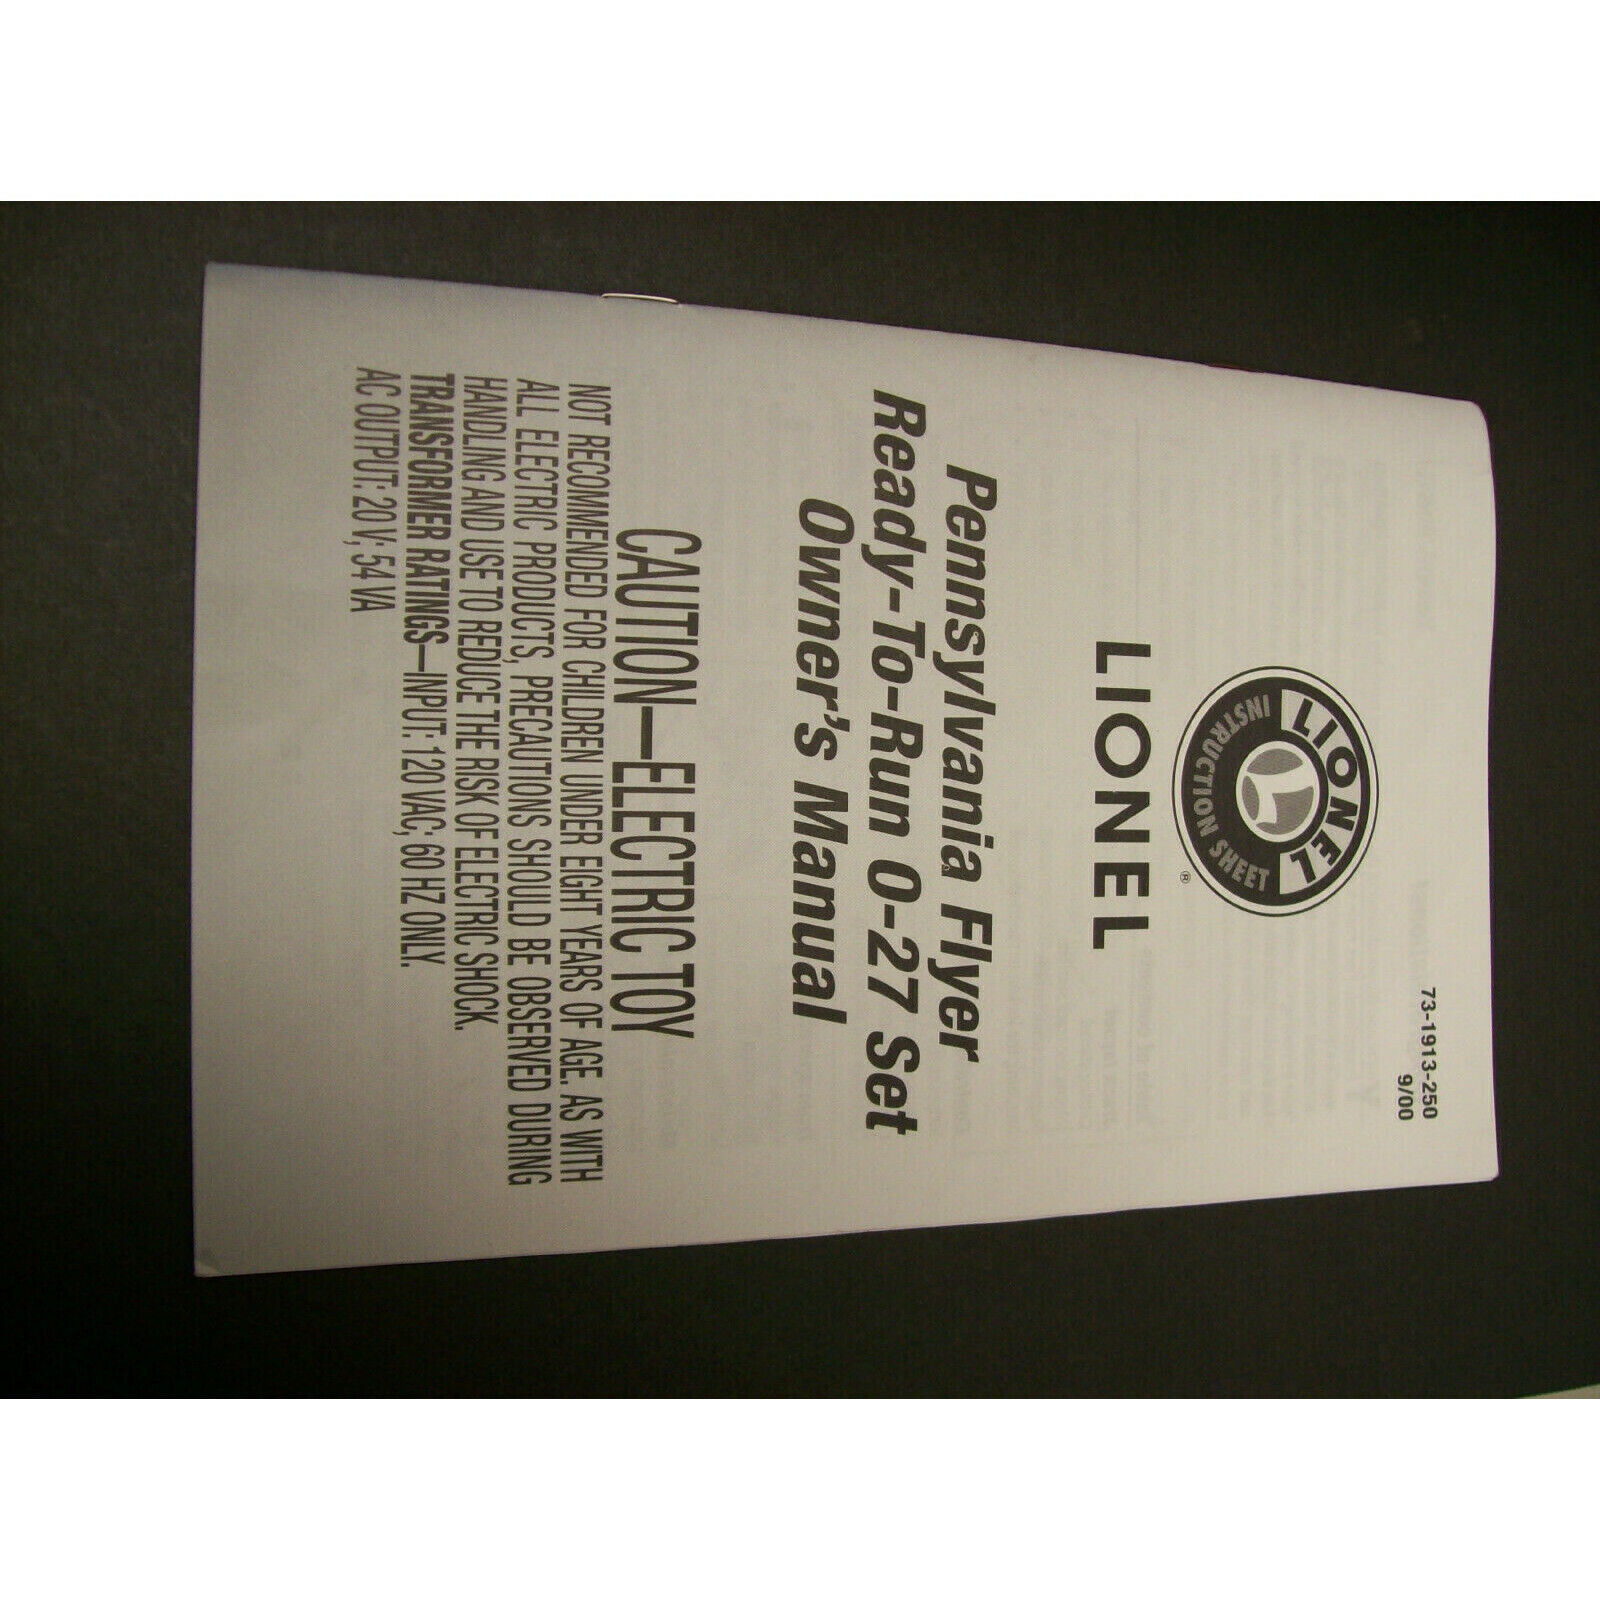 73-1913-250
9/00
LIONEL
INSTRUCTION SHEET
®
LIONEL
Pennsylvania Flyer
Ready-To-Run 0-27 Set
Owner's Manual
CAUTION—ELECTRIC TOY
NOT RECOMMENDED FOR CHILDREN UNDER EIGHT YEARS OF AGE. AS WITH
ALL ELECTRIC PRODUCTS, PRECAUTIONS SHOULD BE OBSERVED DURING
HANDLING AND USE TO REDUCE THE RISK OF ELECTRIC SHOCK.
TRANSFORMER RATINGS—INPUT: 120 VAC; 60 HZ ONLY.
AC OUTPUT: 20 V; 54 VA